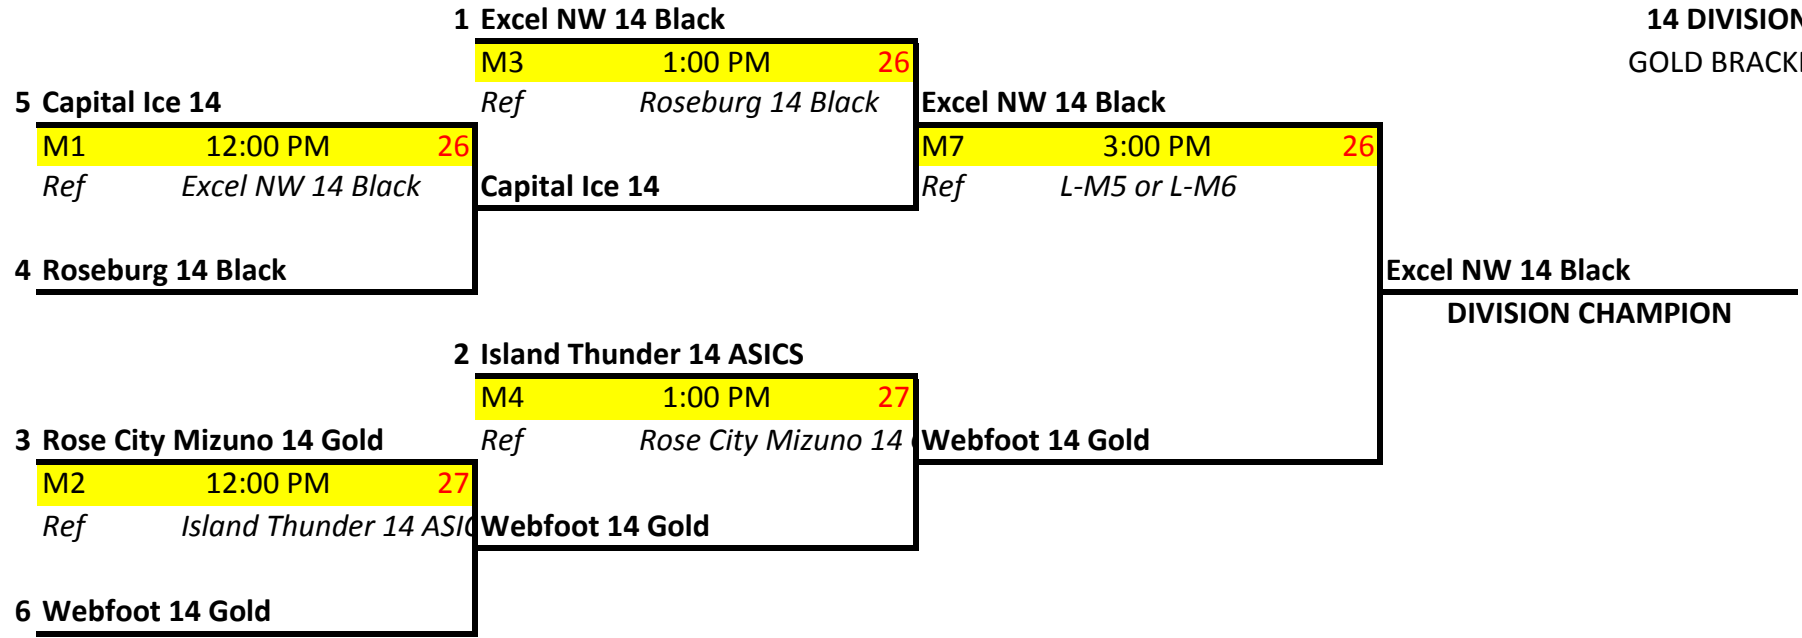 1 Excel NW 14 Black 14 DIVISION
M3 1:00 PM 26 GOLD BRACK
5 Capital Ice 14 Ref Roseburg 14 Black Excel NW 14 Black
M1 12:00 PM 26 M7 3:00 PM 26
Ref Excel NW 14 Black Capital Ice 14 Ref L-M5 or L-M6
4 Roseburg 14 Black Excel NW 14 Black
DIVISION CHAMPION
2 Island Thunder 14 ASICS
M4 1:00 PM 27
3 Rose City Mizuno 14 Gold Ref Rose City Mizuno 14 Webfoot 14 Gold
M2 12:00 PM 27
Ref Island Thunder 14 ASIC Webfoot 14 Gold
6 Webfoot 14 Gold